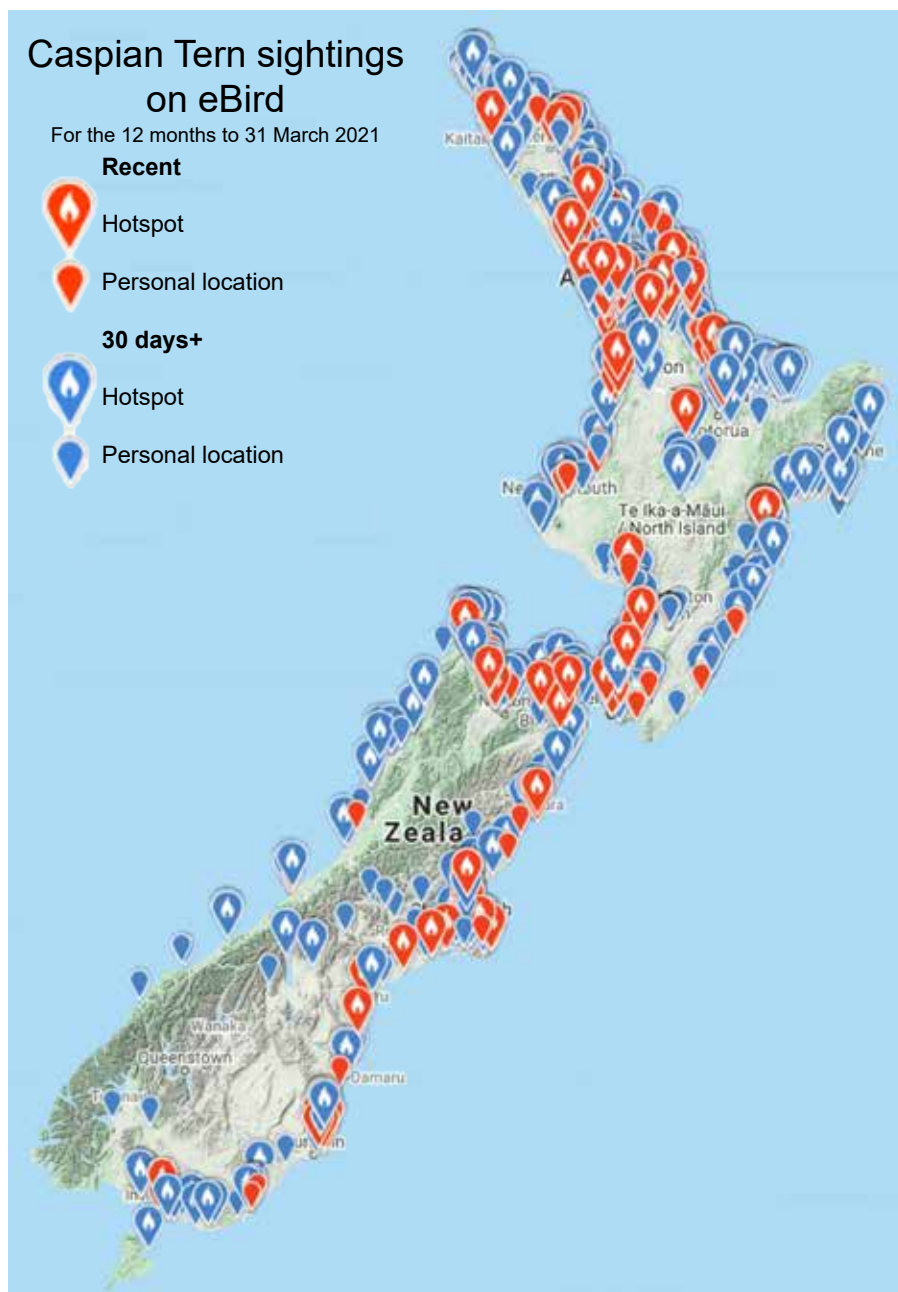 Caspian Tern sightings
on eBird
For the 12 months to 31 March 2021
Recent
Hotspot
Personal location
30 days+
Hotspot
Personal location
Te Ika-a-Māui
/ North Island
New
Zeala
Wanaka
Queenstown